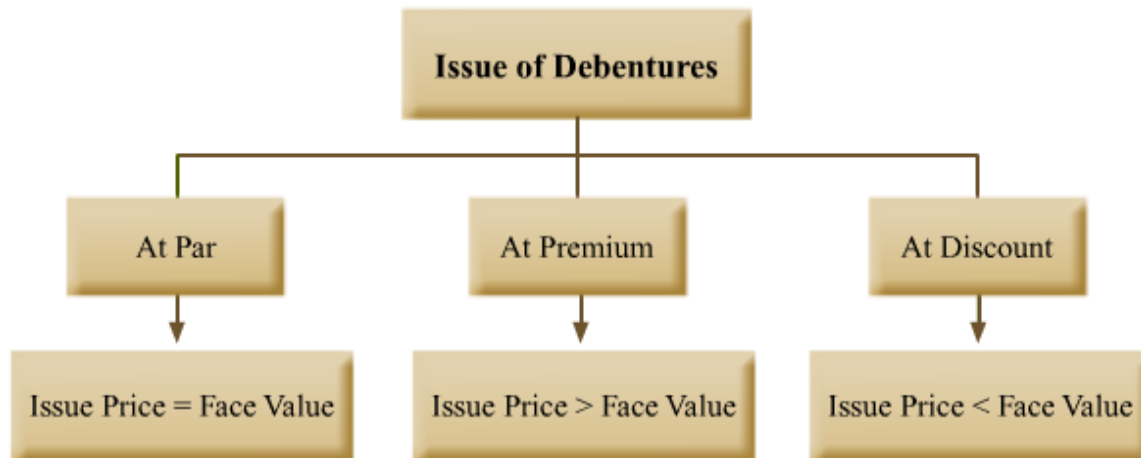 Issue of Debentures
At Par
At Premium
At Discount
Issue Price = Face Value
Issue Price > Face Value
Issue Price < Face Value